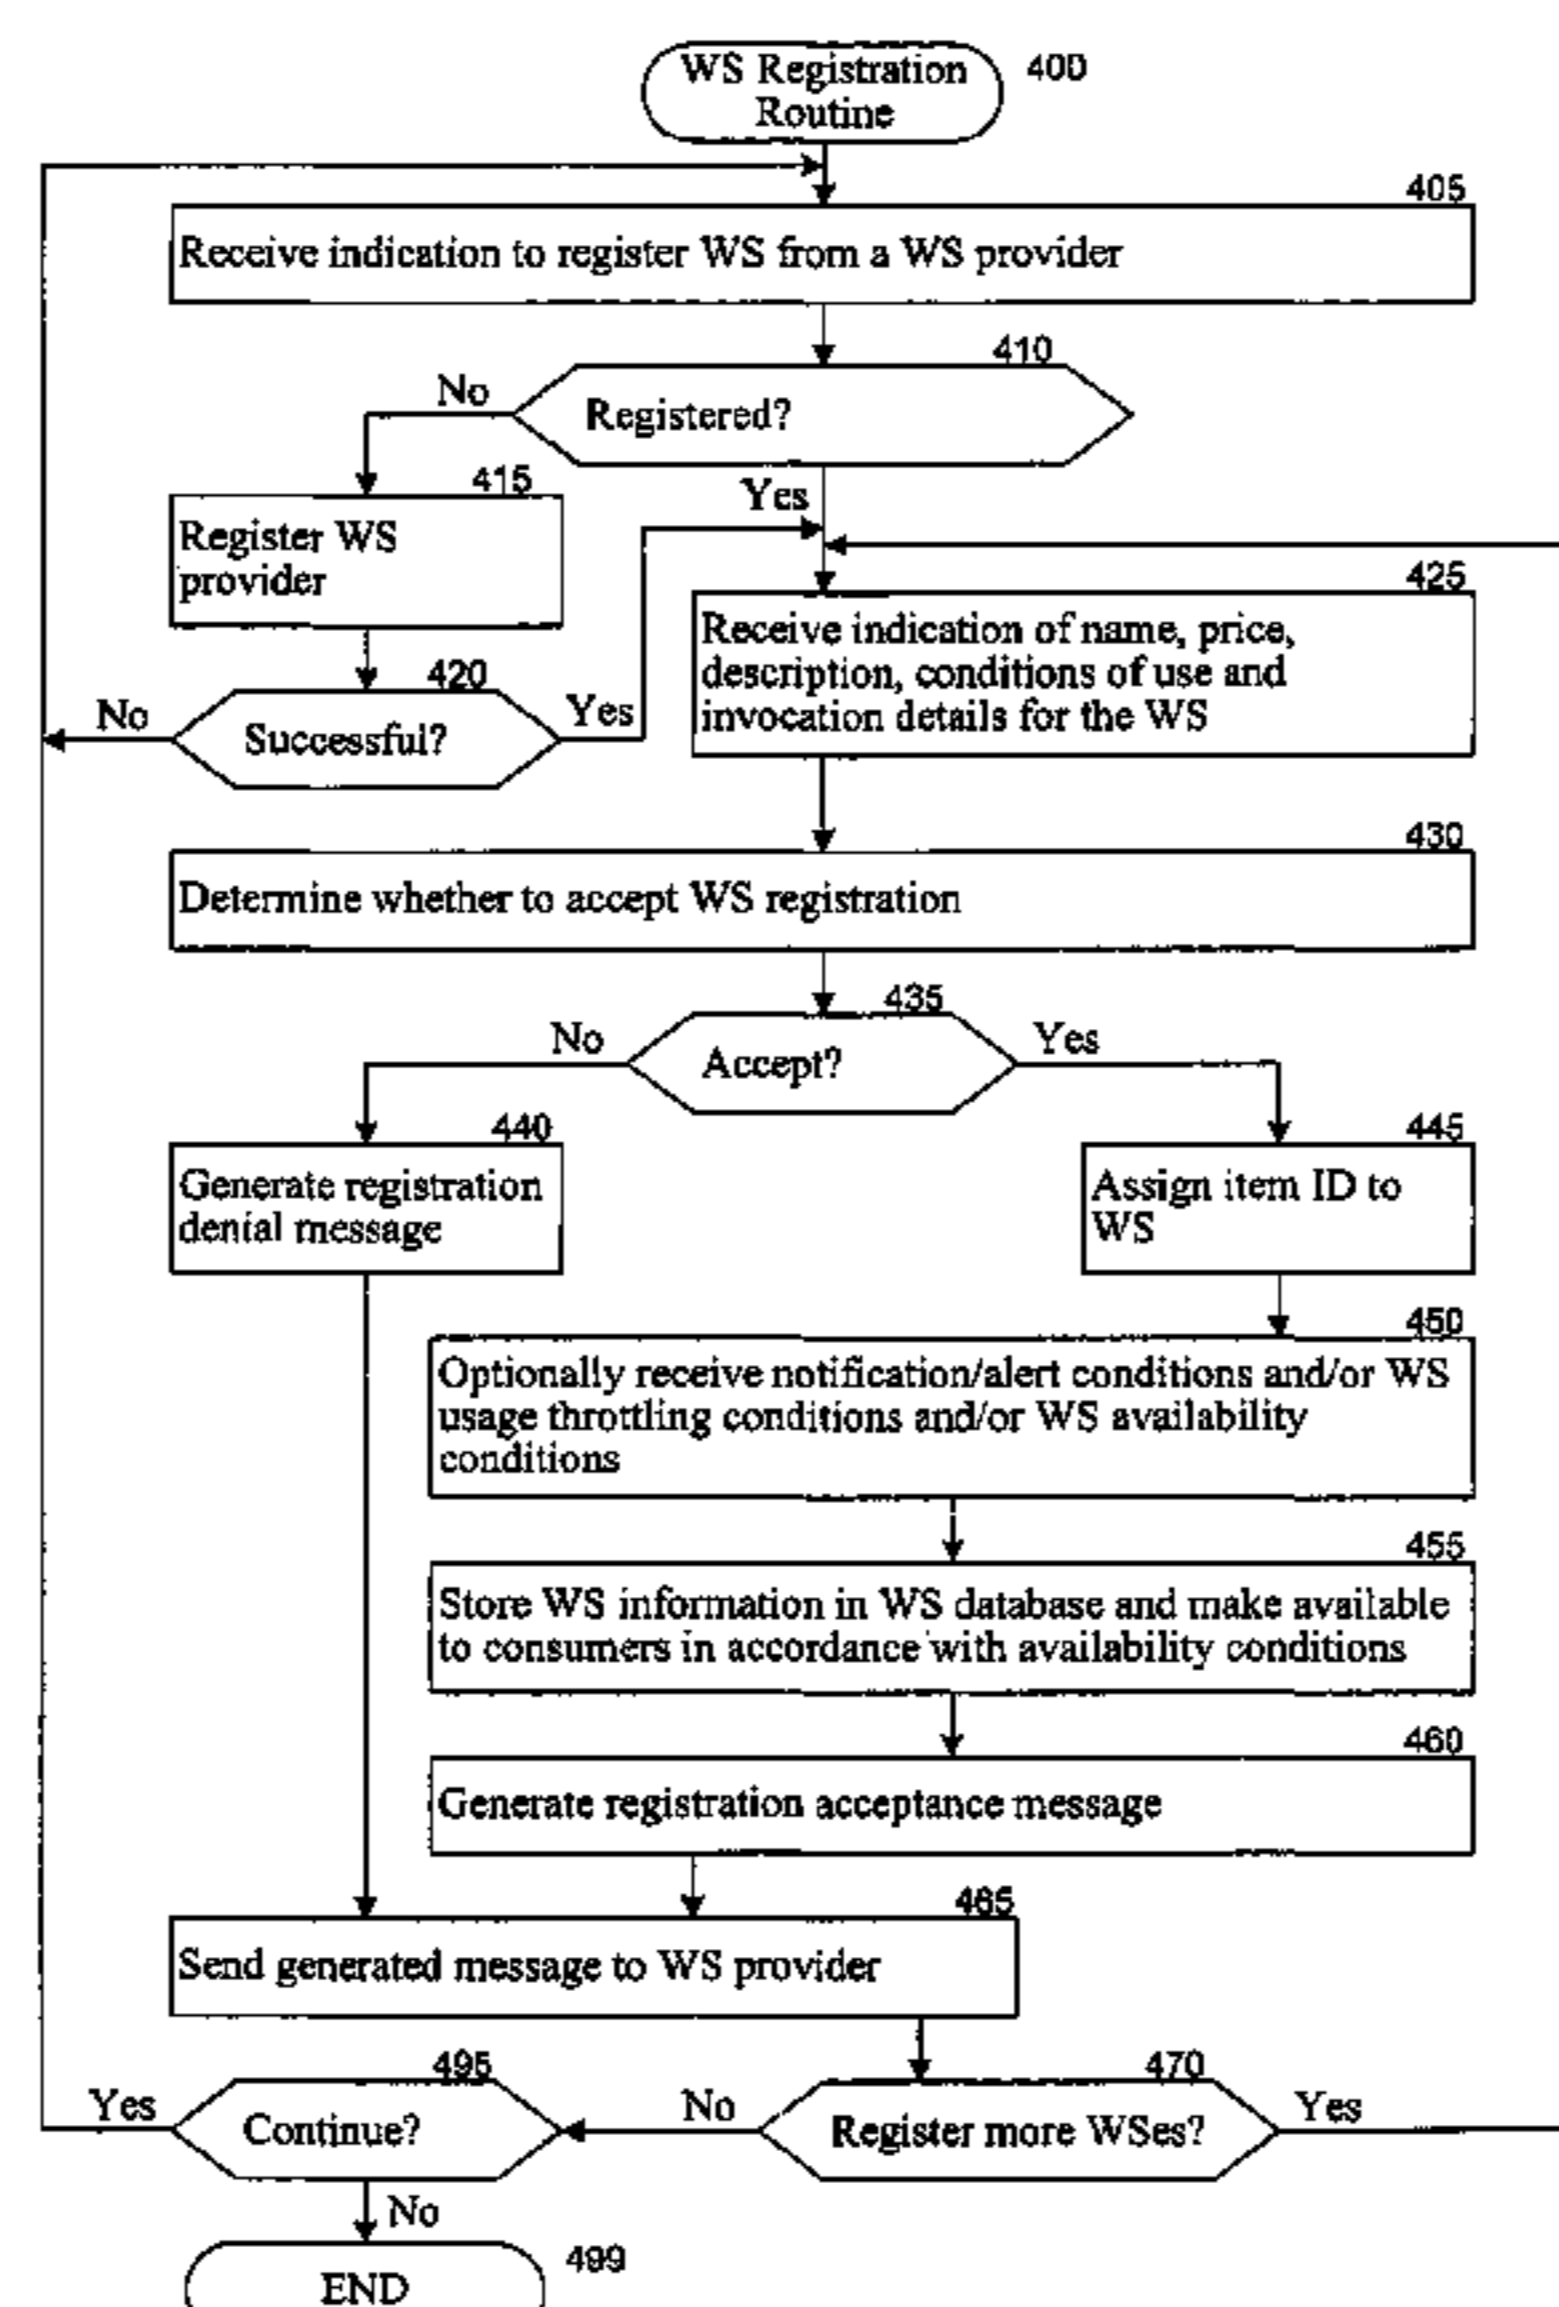 WS Registration
Routine
400
405
Receive indication to register WS from a WS provider
410
No
Registered?
415
Yes
Register WS
provider
425
Receive indication of name, price,
description, conditions of use and
invocation details for the WS
420
No
Successful?
Yes
430
Determine whether to accept WS registration
435
No
Accept?
Yes
440
Generate registration
denial message
445
Assign item ID to
WS
450
Optionally receive notification/alert conditions and/or WS
usage throttling conditions and/or WS availability
conditions
455
Store WS information in WS database and make available
to consumers in accordance with availability conditions
460
Generate registration acceptance message
465
Send generated message to WS provider
495
470
Yes
Continue?
No
Register more WSes?
Yes
No
END
499